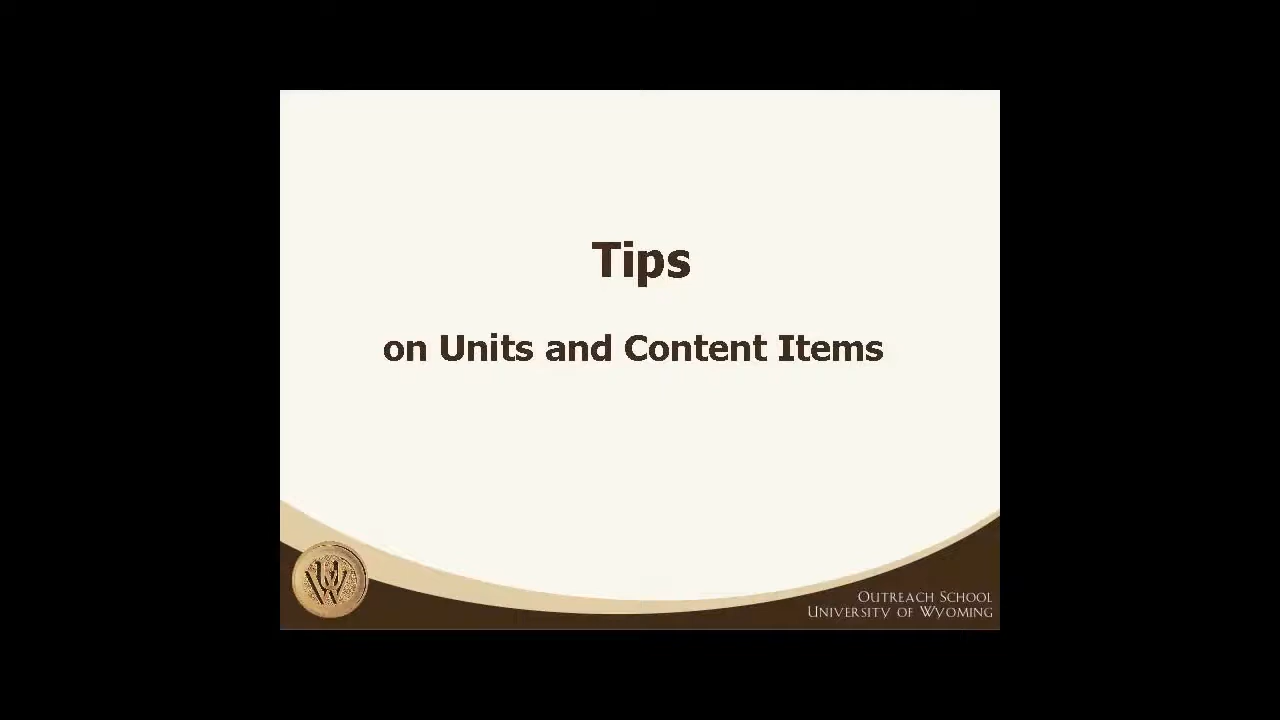 Tips
on Units and Content Items
OUTREACH SCHOOL
UNIVERSITY OF WYOMING